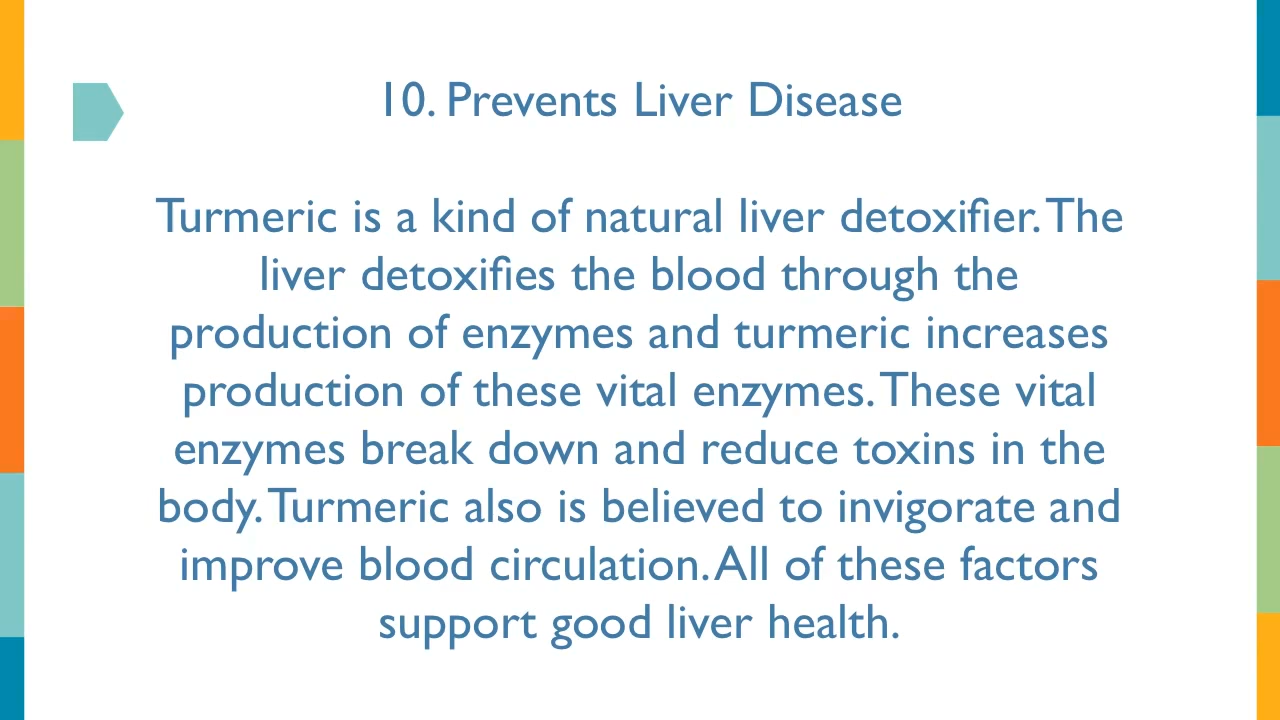 10. Prevents Liver Disease
Turmeric is a kind of natural liver detoxifier. The
liver detoxifies the blood through the
production of enzymes and turmeric increases
production of these vital enzymes. These vital
enzymes break down and reduce toxins in the
body. Turmeric also is believed to invigorate and
improve blood circulation. All of these factors
support good liver health.